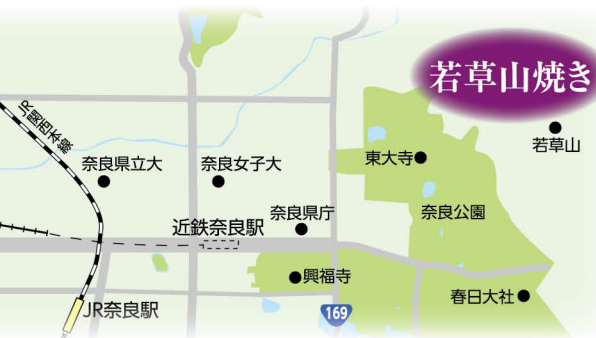 若草山焼き
若草山
JR関西本線
奈良県立大
奈良女子大
東大寺
奈良公園
近鉄奈良駅
奈良県庁
興福寺
春日大社
JR奈良駅
169